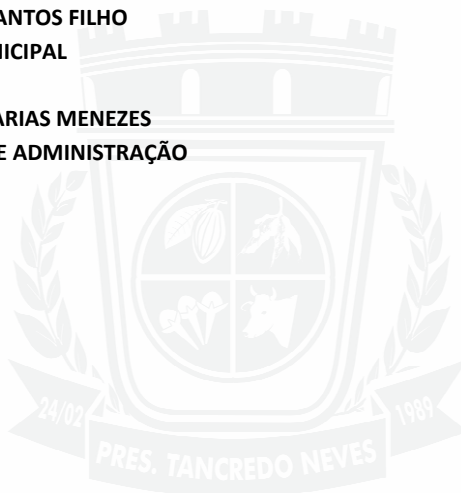 ANTOS FILHO
NICIPAL
ARIAS MENEZES
E ADMINISTRAÇÃO
24/02
1989
PRES. TANCREDO NEVES